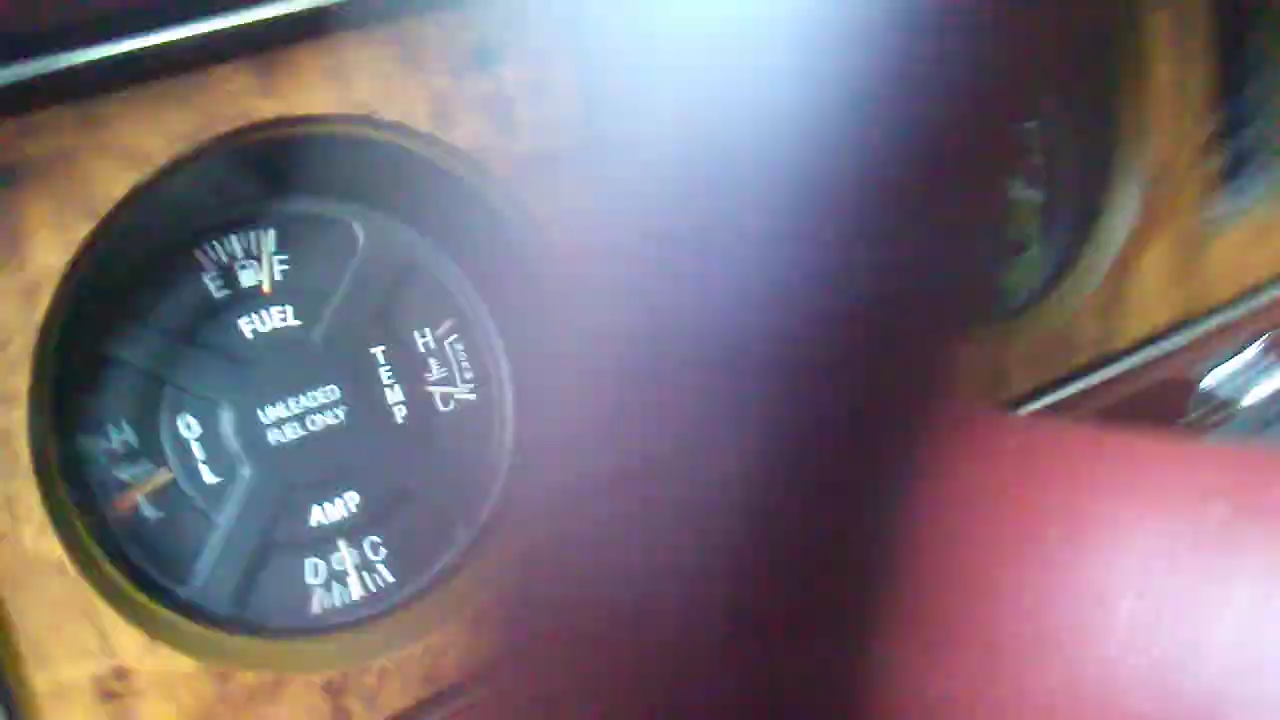 E F
FUEL
H
TEMP
C
UNLEADED
FUEL ONLY
H
OIL
L
AMP
D C